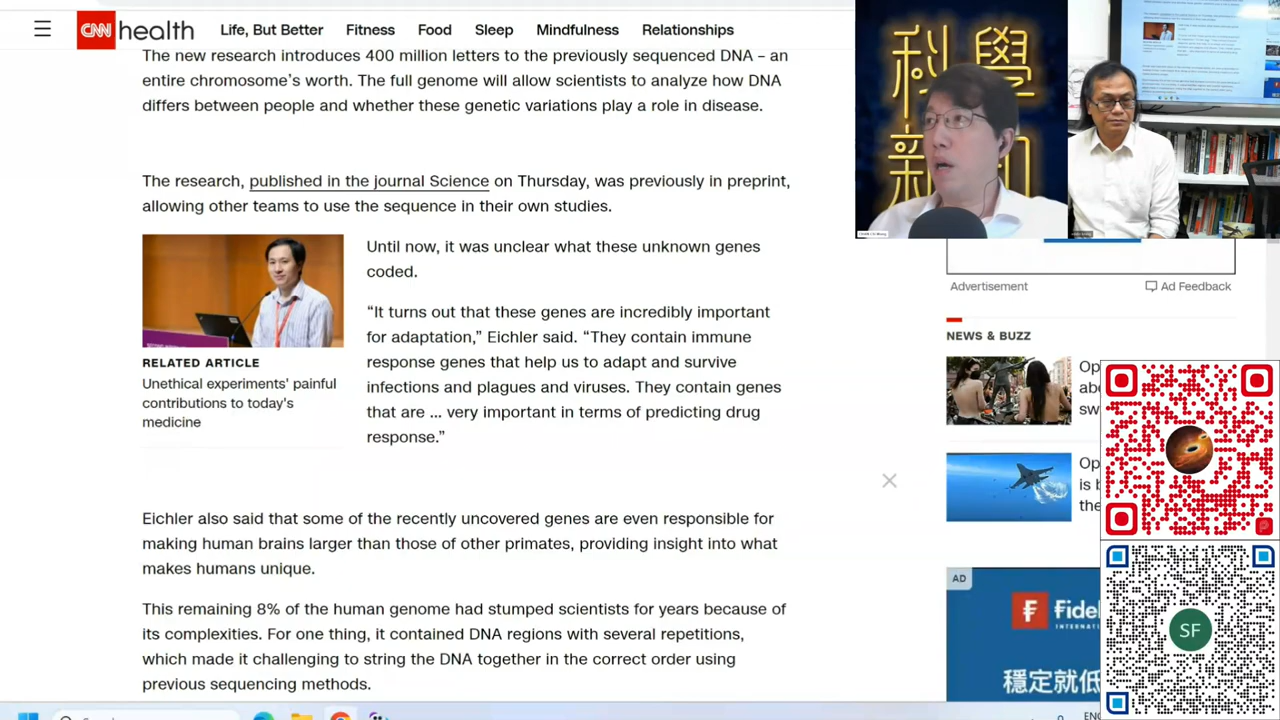 CNN health
Life, But Better
Fitness
Food
Sleep
Mindfulness
Relationships
The new research introduces 400 million
previously sequenced DNA — an
entire chromosome's worth. The full
scientists to analyze how DNA
differs between people and whether these genetic variations play a role in disease.
The research, published in the journal Science on Thursday, was previously in preprint,
allowing other teams to use the sequence in their own studies.
Until now, it was unclear what these unknown genes
coded.
“It turns out that these genes are incredibly important
for adaptation,” Eichler said. “They contain immune
response genes that help us to adapt and survive
infections and plagues and viruses. They contain genes
that are ... very important in terms of predicting drug
response.”
RELATED ARTICLE
Unethical experiments' painful
contributions to today's
medicine
Eichler also said that some of the recently uncovered genes are even responsible for
making human brains larger than those of other primates, providing insight into what
makes humans unique.
This remaining 8% of the human genome had stumped scientists for years because of
its complexities. For one thing, it contained DNA regions with several repetitions,
which made it challenging to string the DNA together in the correct order using
previous sequencing methods.
科學新知
Advertisement
Ad Feedback
NEWS & BUZZ
Op
ab
sw
Op
is b
the
AD
Fide
INTERNATI
穩定就低
SF
ENG